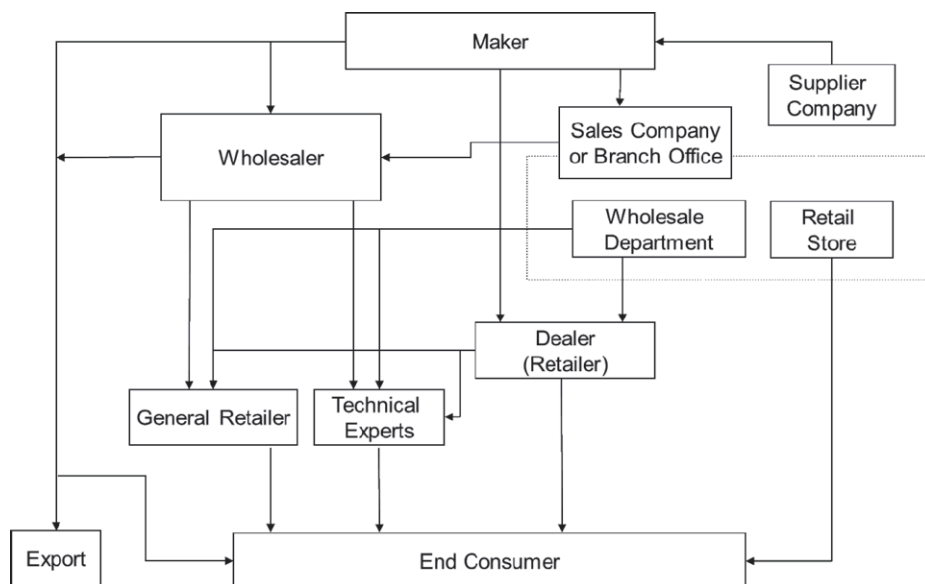 Maker
Supplier
Company
Sales Company
or Branch Office
Wholesaler
Wholesale
Department
Retail
Store
Dealer
(Retailer)
General Retailer
Technical
Experts
Export
End Consumer